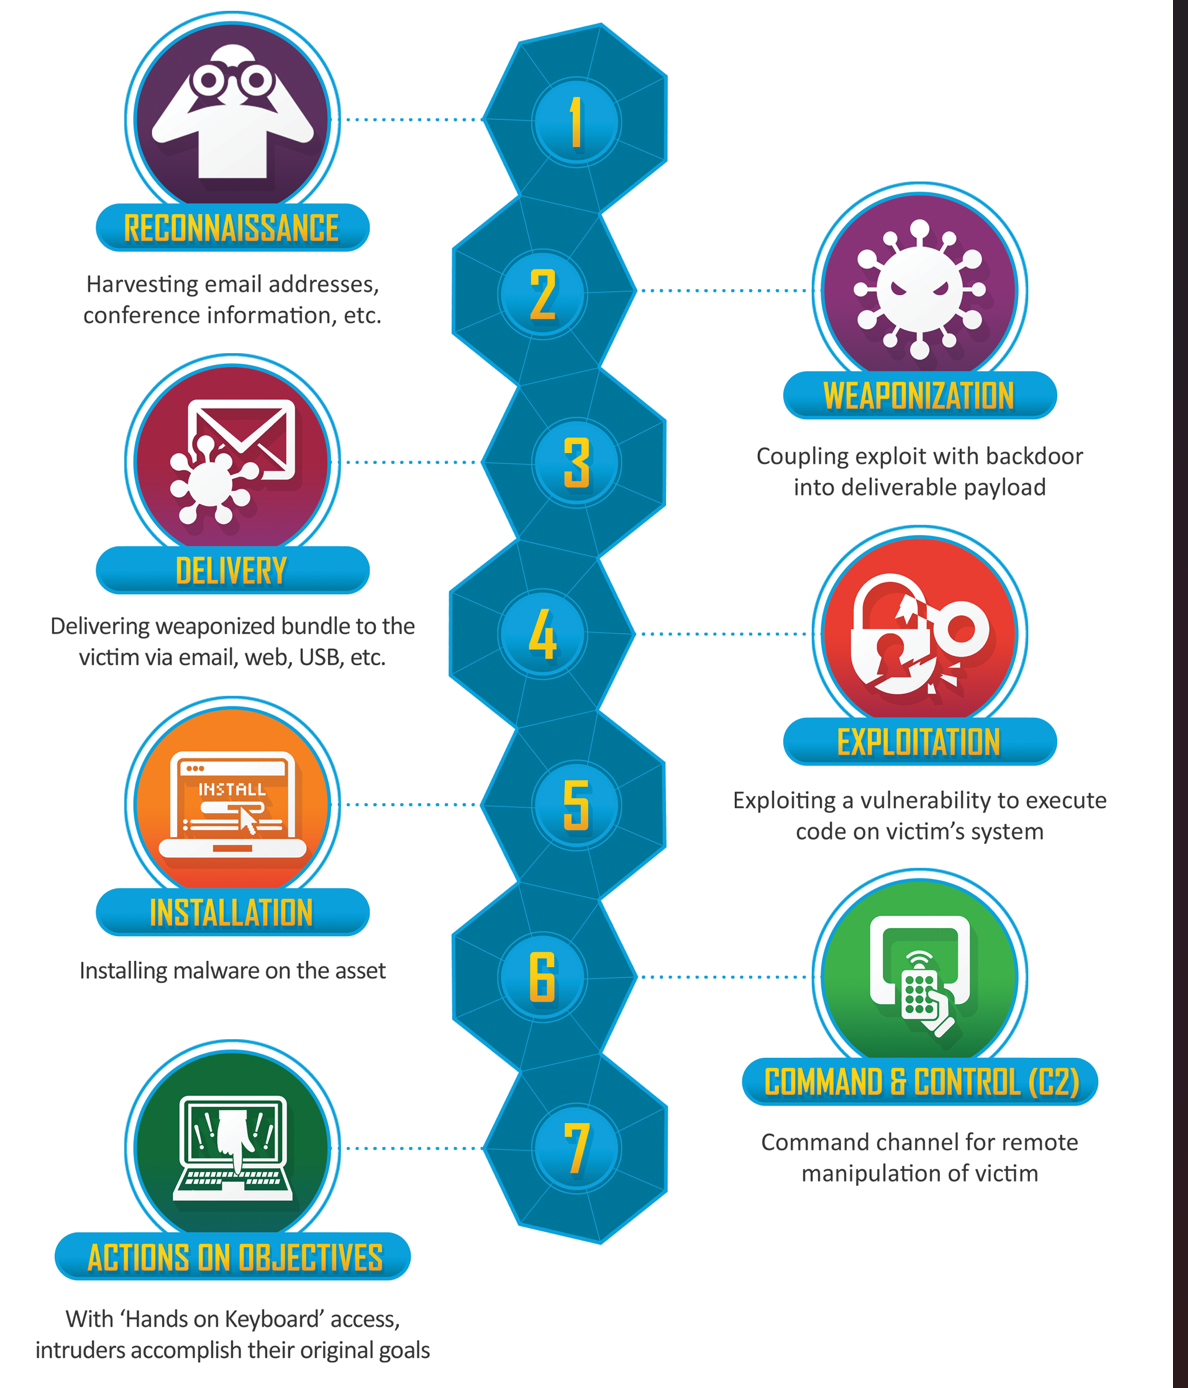 1
RECONNAISSANCE
Harvesting email addresses,
conference information, etc.
2
WEAPONIZATION
Coupling exploit with backdoor
into deliverable payload
3
DELIVERY
Delivering weaponized bundle to the
victim via email, web, USB, etc.
4
EXPLOITATION
Exploiting a vulnerability to execute
code on victim’s system
5
INSTALL
INSTALLATION
Installing malware on the asset
6
COMMAND & CONTROL (C2)
Command channel for remote
manipulation of victim
7
ACTIONS ON OBJECTIVES
With ‘Hands on Keyboard’ access,
intruders accomplish their original goals